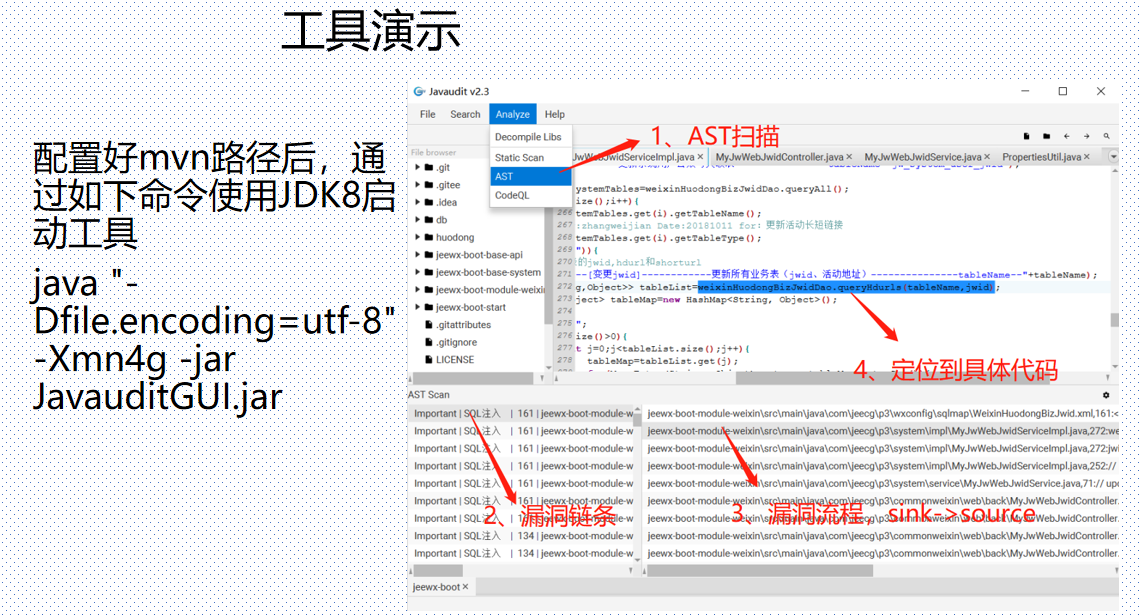 工具演示
配置好mvn路径后，通
过如下命令使用JDK8启
动工具
java "-
Dfile.encoding=utf-8"
-Xmn4g -jar
JavauditGUI.jar
Javaudit v2.3
File Search Analyze Help
Decompile Libs
Static Scan
AST
CodeQL
1、AST扫描
File browser
.git
.gitee
.idea
db
huodong
jeewx-boot-base-api
jeewx-boot-base-system
jeewx-boot-module-weixin
jeewx-boot-start
.gitattributes
.gitignore
LICENSE
JwWebJwidServiceImpl.java × MyJwWebJwidController.java × MyJwWebJwidService.java × PropertiesUtil.java ×
ystemTables=weixinHuodongBizJwidDao.queryAll();
ize();i++){
266 temTables.get(i).getTableName();
267 :zhangweijian Date:20181011 for：更新活动长短链接
268 temTables.get(i).getTableType();
269 ")){
270 的jwid,hdurl和shorturl
271 --[变更jwid]------------更新所有业务表（jwid、活动地址）---------------tableName--"+tableName);
272 g,Object>> tableList=weixinHuodongBizJwidDao.queryHdurls(tableName,jwid);
273 ject> tableMap=new HashMap<String, Object>();
274
275 ";
276 ize()>0){
277 t j=0;j<tableList.size();j++){
278 tableMap=tableList.get(j);
4、定位到具体代码
AST Scan
Important | SQL注入 | 161 | jeewx-boot-module-w
Important | SQL注入 | 161 | jeewx-boot-module-w
Important | SQL注入 | 161 | jeewx-boot-module-w
Important | SQL注入 | 161 | jeewx-boot-module-w
Important | SQL注入 | 161 | jeewx-boot-module-w
Important | SQL注入 | 161 | jeewx-boot-module-w
Important | SQL注入 | jeewx-boot-module-w
Important | SQL注入 | 134 | jeewx-boot-module-w
Important | SQL注入 | 134 | jeewx-boot-module-w
2、漏洞链条
jeewx-boot-module-weixin\src\main\java\com\jeecg\p3\wxconfig\sqlmap\WeixinHuodongBizJwid.xml,161:<
jeewx-boot-module-weixin\src\main\java\com\jeecg\p3\system\impl\MyJwWebJwidServiceImpl.java,272:we
jeewx-boot-module-weixin\src\main\java\com\jeecg\p3\system\impl\MyJwWebJwidServiceImpl.java,272:jwi
jeewx-boot-module-weixin\src\main\java\com\jeecg\p3\system\impl\MyJwWebJwidServiceImpl.java,252://
jeewx-boot-module-weixin\src\main\java\com\jeecg\p3\system\service\MyJwWebJwidService.java,71:// upd
jeewx-boot-module-weixin\src\main\java\com\jeecg\p3\commonweixin\web\back\MyJwWebJwidController.
jeewx-boot-module-weixin\src\main\java\com\jeecg\p3\commonweixin\web\back\MyJwWebJwidController.
jeewx-boot-module-weixin\src\main\java\com\jeecg\p3\commonweixin\web\back\MyJwWebJwidController.
jeewx-boot-module-weixin\src\main\java\com\jeecg\p3\commonweixin\web\back\MyJwWebJwidController.
3、漏洞流程，sink->source
jeewx-boot ×